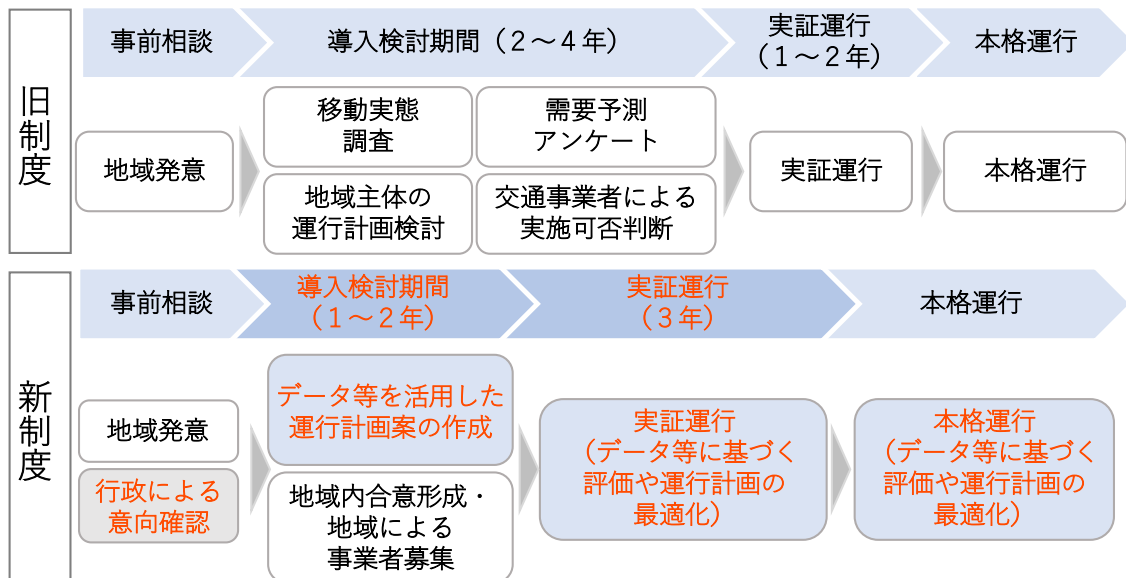 旧制度
事前相談
導入検討期間（２～４年）
実証運行
（１～２年）
本格運行
地域発意
移動実態
調査
需要予測
アンケート
地域主体の
運行計画検討
交通事業者による
実施可否判断
実証運行
本格運行
新制度
事前相談
導入検討期間
（１～２年）
実証運行
（３年）
本格運行
地域発意
行政による
意向確認
データ等を活用した
運行計画案の作成
地域内合意形成・
地域による
事業者募集
実証運行
（データ等に基づく
評価や運行計画の
最適化）
本格運行
（データ等に基づく
評価や運行計画の
最適化）